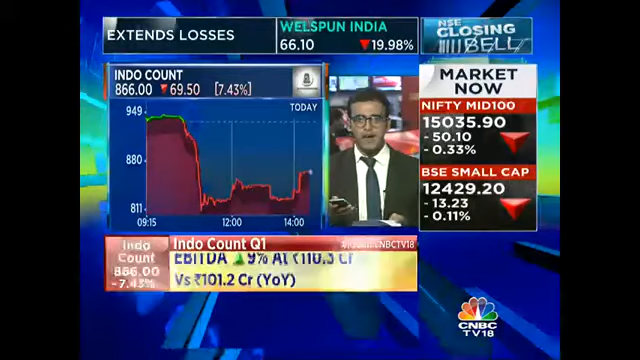 EXTENDS LOSSES
WELSPUN INDIA
66.10 ▼19.98%
NSE
CLOSING
BELL
INDO COUNT
866.00 ▼ 69.50 [7.43%]
TODAY
949
880
811
09:15 12:00 14:00
MARKET
NOW
NIFTY MID100
15035.90
- 50.10
- 0.33%
BSE SMALL CAP
12429.20
- 13.23
- 0.11%
Indo
Count
866.00
-7.43%
Indo Count Q1
EBITDA ▲9% At ₹110.3 Cr
Vs ₹101.2 Cr (YoY)
CNBC
TV18